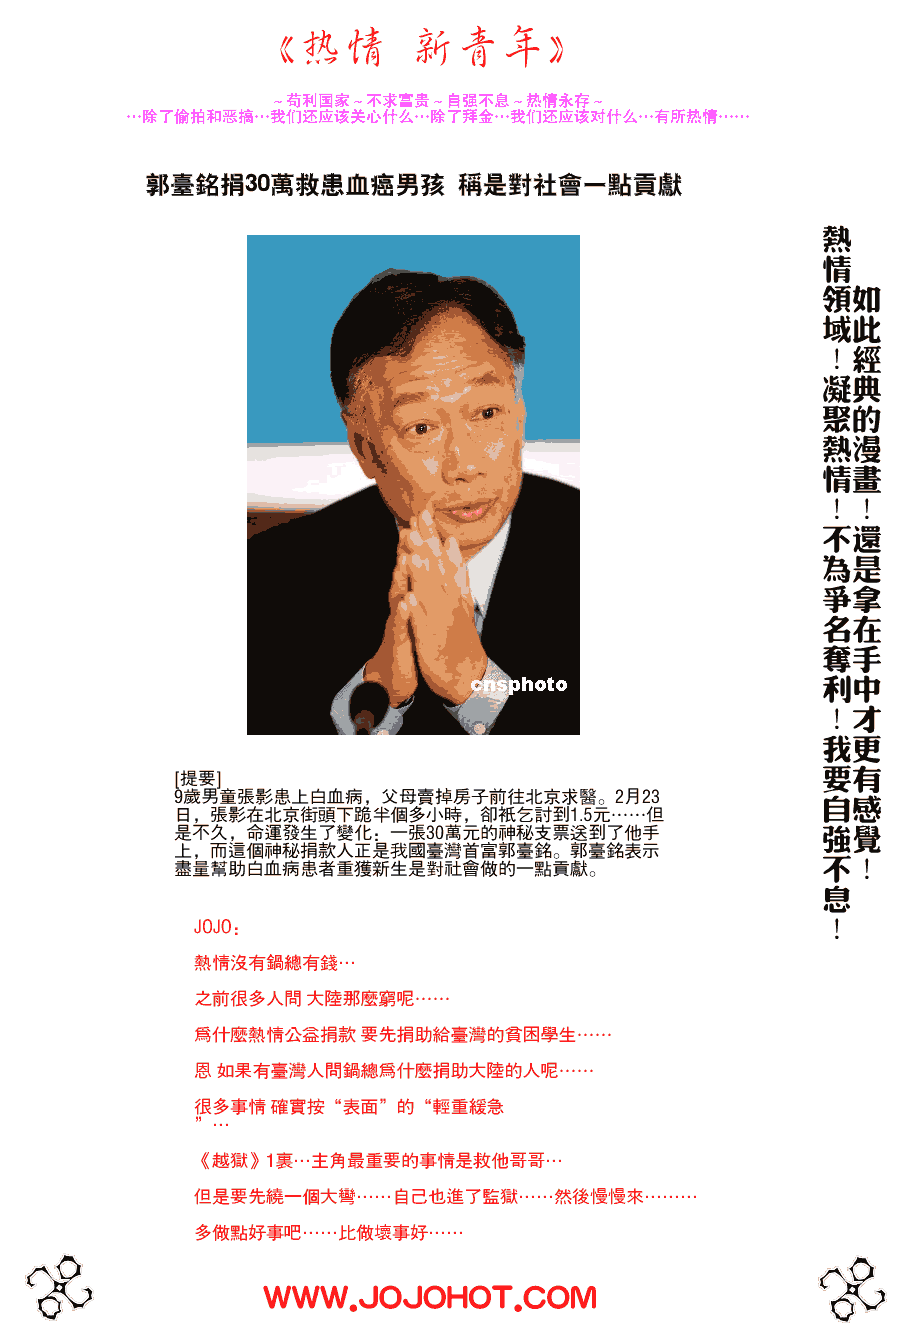 《热情 新青年》
~苟利国家~不求富贵~自强不息~热情永存~
…除了偷拍和恶搞…我们还应该关心什么…除了拜金…我们还应该对什么…有所热情……
郭臺銘捐30萬救患血癌男孩 稱是對社會一點貢獻
cnsphoto
如此經典的漫畫！還是拿在手中才更有感覺！
熱情領域！凝聚熱情！不為爭名奪利！我要自強不息！
[提要]
9歲男童張影患上白血病，父母賣掉房子前往北京求醫。2月23
日，張影在北京街頭下跪半個多小時，卻衹乞討到1.5元……但
是不久，命運發生了變化：一張30萬元的神秘支票送到了他手
上，而這個神秘捐款人正是我國臺灣首富郭臺銘。郭臺銘表示
盡量幫助白血病患者重獲新生是對社會做的一點貢獻。
JOJO：
熱情沒有鍋總有錢…
之前很多人問 大陸那麼窮呢……
爲什麼熱情公益捐款 要先捐助給臺灣的貧困學生……
恩 如果有臺灣人問鍋總爲什麼捐助大陸的人呢……
很多事情 確實按“表面”的“輕重緩急
”…
《越獄》1裏…主角最重要的事情是救他哥哥…
但是要先繞一個大彎……自己也進了監獄……然後慢慢來………
多做點好事吧……比做壞事好……
WWW.JOJOHOT.COM